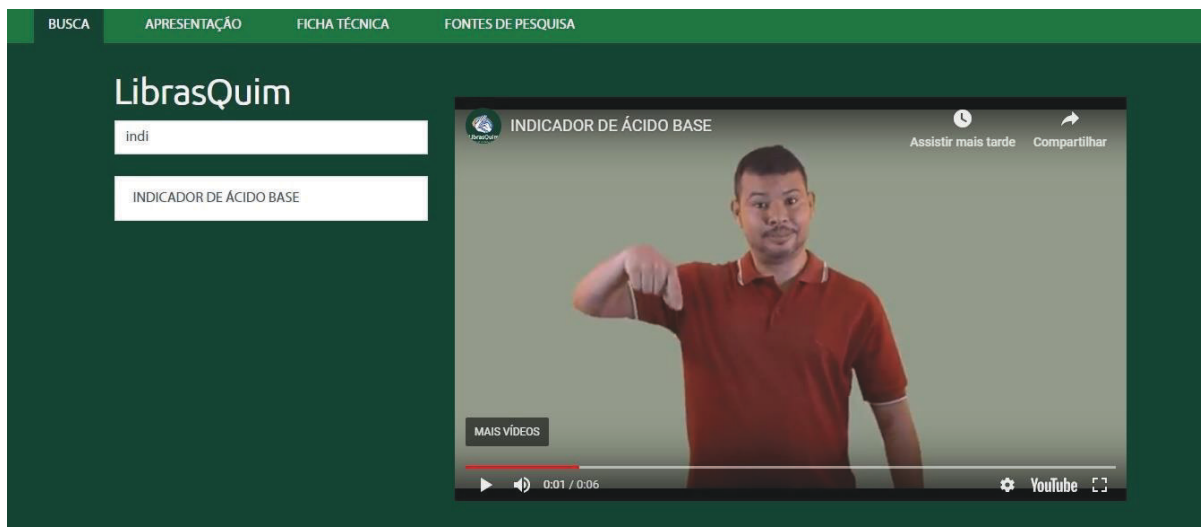 BUSCA APRESENTAÇÃO FICHA TÉCNICA FONTES DE PESQUISA
LibrasQuim
indi
INDICADOR DE ÁCIDO BASE
LibrasQuim
INDICADOR DE ÁCIDO BASE
Assistir mais tarde
Compartilhar
MAIS VÍDEOS
0:01 / 0:06
YouTube